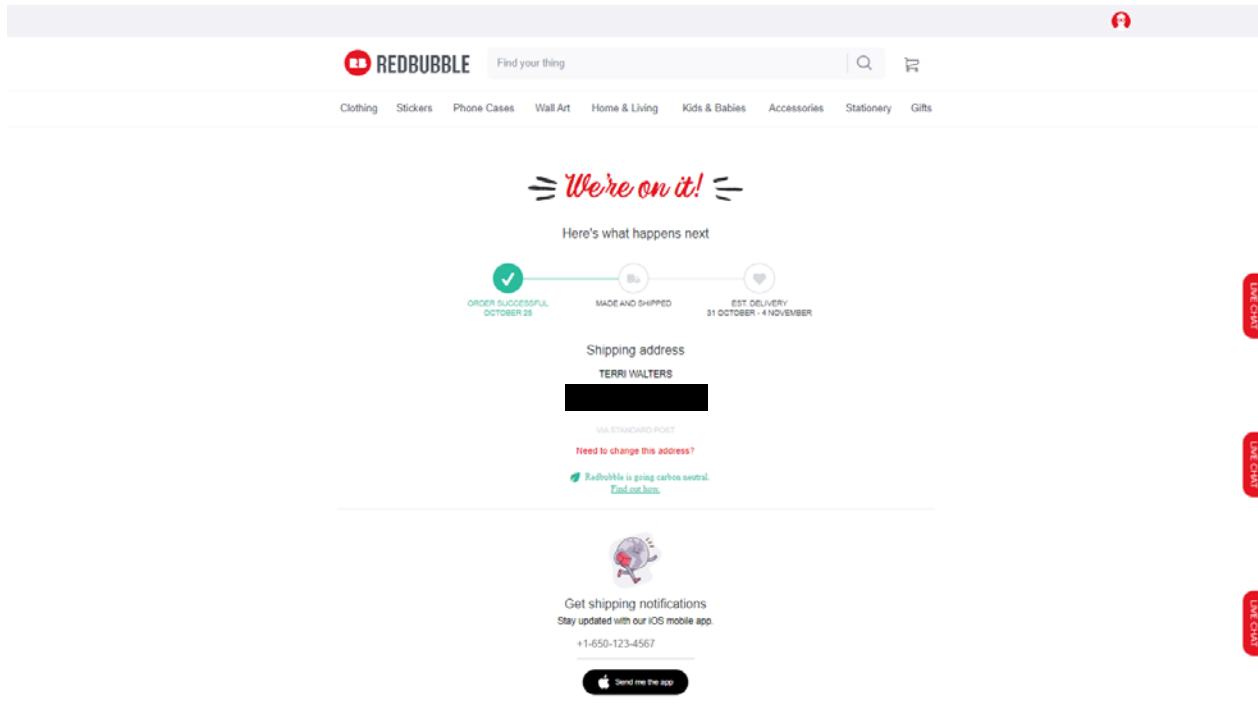 RB REDBUBBLE
Find your thing
Clothing Stickers Phone Cases Wall Art Home & Living Kids & Babies Accessories Stationery Gifts
We're on it!
Here's what happens next
ORDER SUCCESSFUL MADE AND SHIPPED EST. DELIVERY
OCTOBER 25 31 OCTOBER - 4 NOVEMBER
LIVE CHAT
Shipping address
TERRI WALTERS
VIA STANDARD POST
Need to change this address?
LIVE CHAT
Redbubble is going carbon neutral.
Find out how.
Get shipping notifications
Stay updated with our iOS mobile app.
LIVE CHAT
+1-650-123-4567
Send me the app